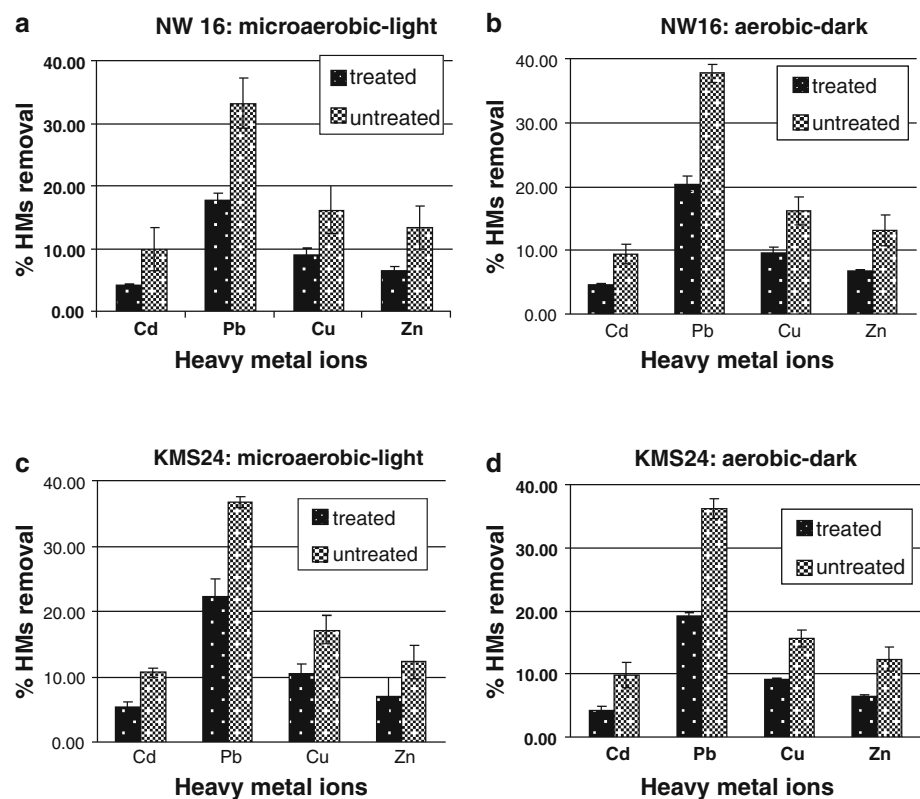 a
NW 16: microaerobic-light
% HMs removal
40.00
30.00
20.00
10.00
0.00
treated
untreated
Cd Pb Cu Zn
Heavy metal ions
b
NW16: aerobic-dark
% HMs removal
40.00
30.00
20.00
10.00
0.00
treated
untreated
Cd Pb Cu Zn
Heavy metal ions
c
KMS24: microaerobic-light
% HMs removal
40.00
30.00
20.00
10.00
0.00
treated
untreated
Cd Pb Cu Zn
Heavy metal ions
d
KMS24: aerobic-dark
% HMs removal
40.00
30.00
20.00
10.00
0.00
treated
untreated
Cd Pb Cu Zn
Heavy metal ions